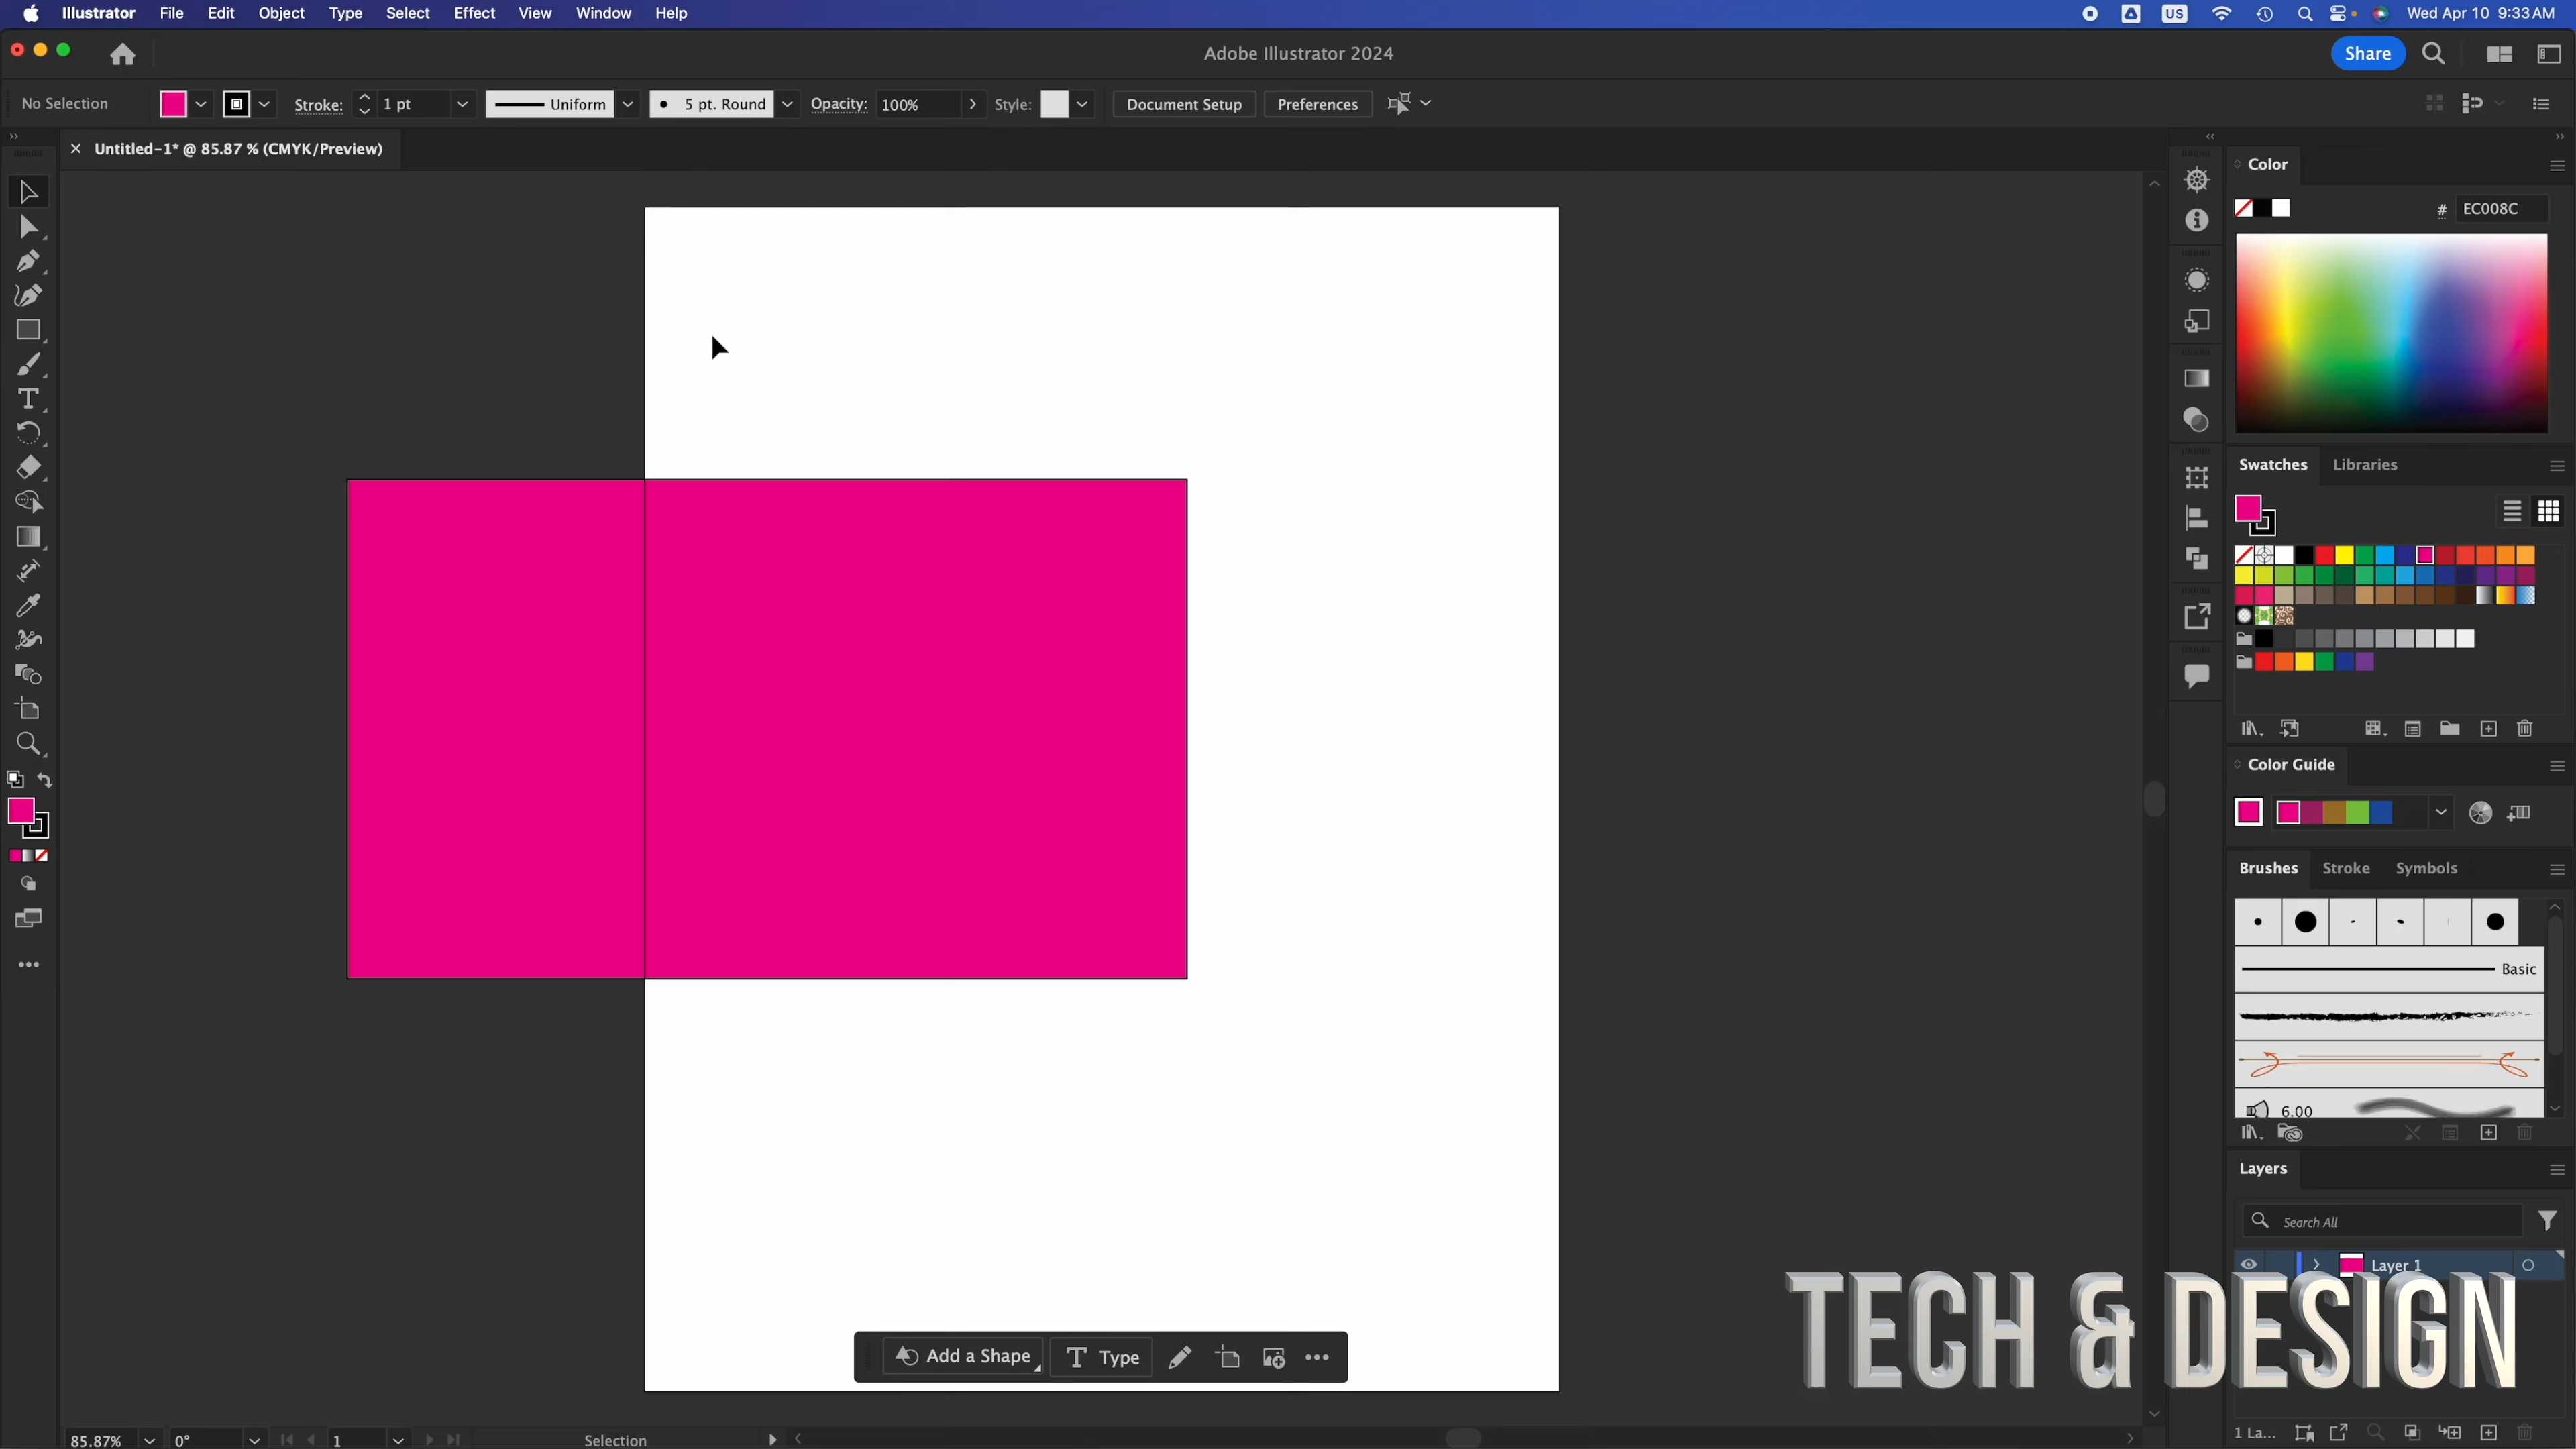 Illustrator File Edit Object Type Select Effect View Window Help
US Wed Apr 10 9:33 AM
Adobe Illustrator 2024
Share
No Selection Stroke: 1 pt Uniform 5 pt. Round Opacity: 100% Style: Document Setup Preferences
Untitled-1* @ 85.87 % (CMYK/Preview)
Color
# EC008C
Swatches Libraries
Color Guide
Brushes Stroke Symbols
Basic
6.00
Layers
Search All
Layer 1
TECH & DESIGN
Add a Shape T Type
85.87% 0° 1 Selection
1 La...